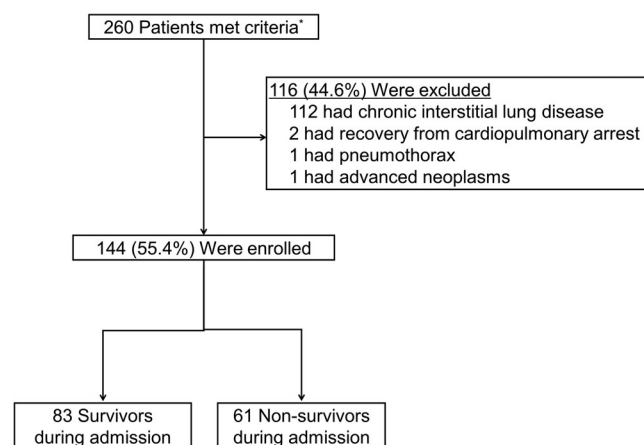 260 Patients met criteria*
116 (44.6%) Were excluded
112 had chronic interstitial lung disease
2 had recovery from cardiopulmonary arrest
1 had pneumothorax
1 had advanced neoplasms
144 (55.4%) Were enrolled
83 Survivors
during admission
61 Non-survivors
during admission